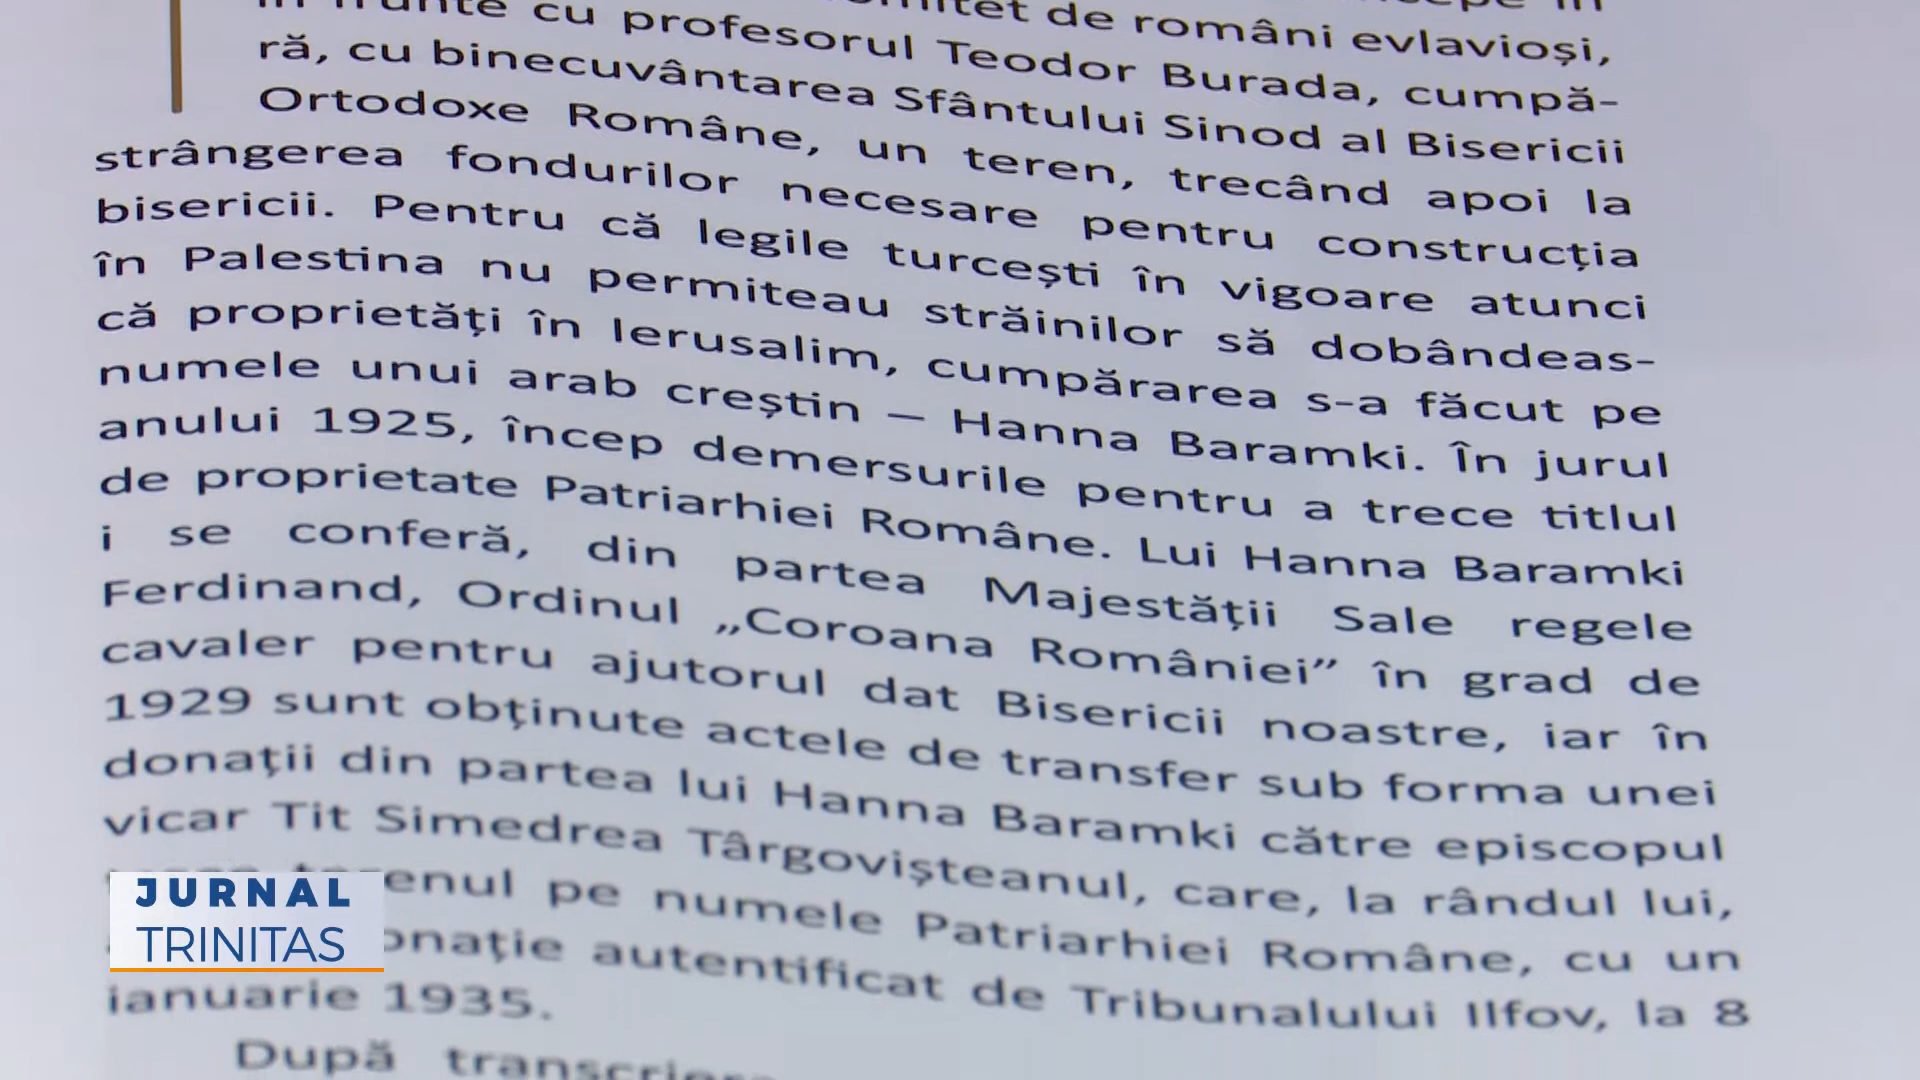 de români evlavioși,
în frunte cu profesorul Teodor Burada, cumpă-
ră, cu binecuvântarea Sfântului Sinod al Bisericii
Ortodoxe Române, un teren, trecând apoi la
strângerea fondurilor necesare pentru construcția
bisericii. Pentru că legile turcești în vigoare atunci
în Palestina nu permiteau străinilor să dobândeas-
că proprietăți în Ierusalim, cumpărarea s-a făcut pe
numele unui arab creștin – Hanna Baramki. În jurul
anului 1925, încep demersurile pentru a trece titlul
de proprietate Patriarhiei Române. Lui Hanna Baramki
i se conferă, din partea Majestății Sale regele
Ferdinand, Ordinul „Coroana României” în grad de
cavaler pentru ajutorul dat Bisericii noastre, iar în
1929 sunt obținute actele de transfer sub forma unei
donații din partea lui Hanna Baramki către episcopul
vicar Tit Simedrea Târgovișteanul, care, la rândul lui,
pe numele Patriarhiei Române, cu un
autentificat de Tribunalului Ilfov, la 8
ianuarie 1935.
După
JURNAL
TRINITAS